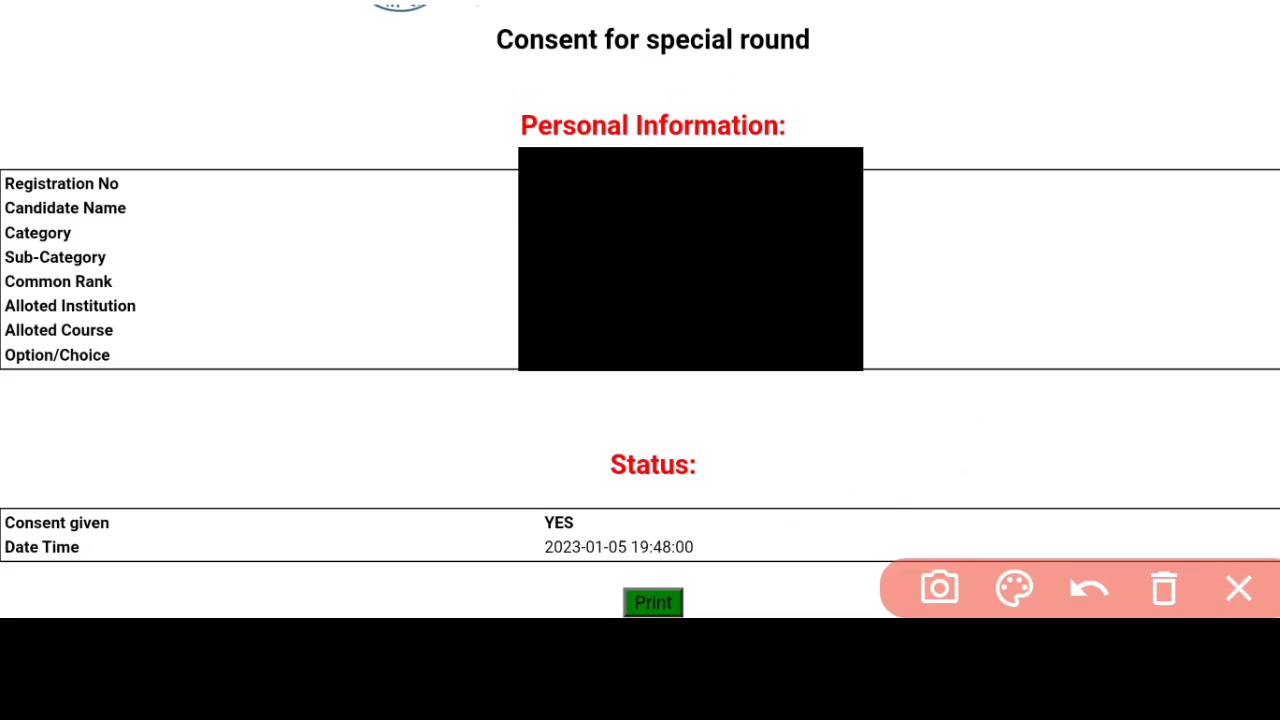 Consent for special round
Personal Information:
Registration No
Candidate Name
Category
Sub-Category
Common Rank
Alloted Institution
Alloted Course
Option/Choice
Status:
Consent given YES
Date Time 2023-01-05 19:48:00
Print